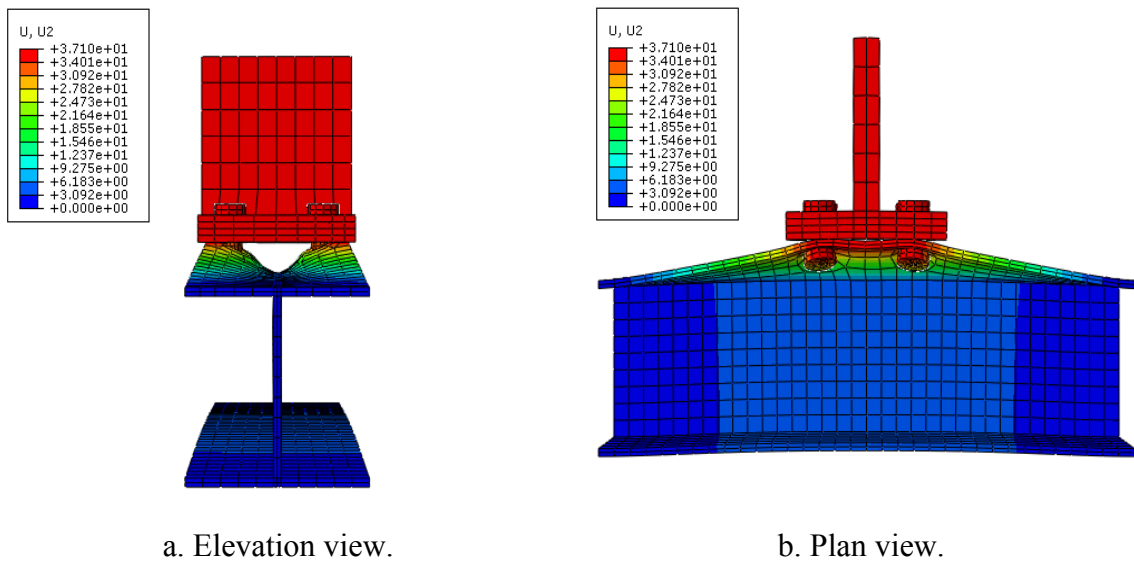 U, U2
+3.710e+01
+3.401e+01
+3.092e+01
+2.782e+01
+2.473e+01
+2.164e+01
+1.855e+01
+1.546e+01
+1.237e+01
+9.275e+00
+6.183e+00
+3.092e+00
+0.000e+00
U, U2
+3.710e+01
+3.401e+01
+3.092e+01
+2.782e+01
+2.473e+01
+2.164e+01
+1.855e+01
+1.546e+01
+1.237e+01
+9.275e+00
+6.183e+00
+3.092e+00
+0.000e+00
a. Elevation view.
b. Plan view.